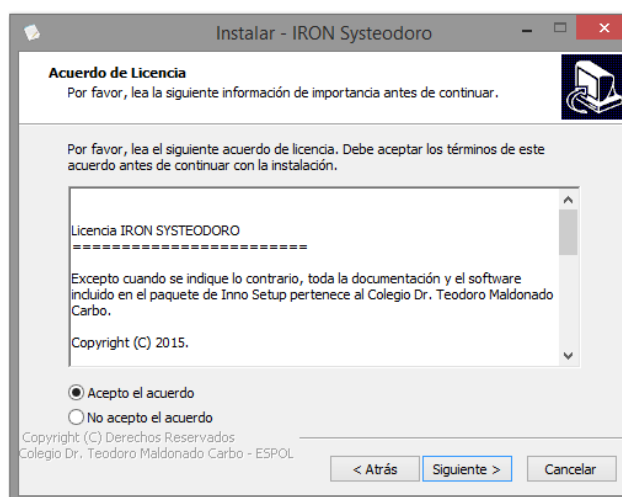 Instalar - IRON Systeodoro
Acuerdo de Licencia
Por favor, lea la siguiente información de importancia antes de continuar.
Por favor, lea el siguiente acuerdo de licencia. Debe aceptar los términos de este
acuerdo antes de continuar con la instalación.
Licencia IRON SYSTEODORO
========================
Excepto cuando se indique lo contrario, toda la documentación y el software
incluido en el paquete de Inno Setup pertenece al Colegio Dr. Teodoro Maldonado
Carbo.
Copyright (C) 2015.
Acepto el acuerdo
No acepto el acuerdo
Copyright (C) Derechos Reservados
Colegio Dr. Teodoro Maldonado Carbo - ESPOL
< Atrás
Siguiente >
Cancelar